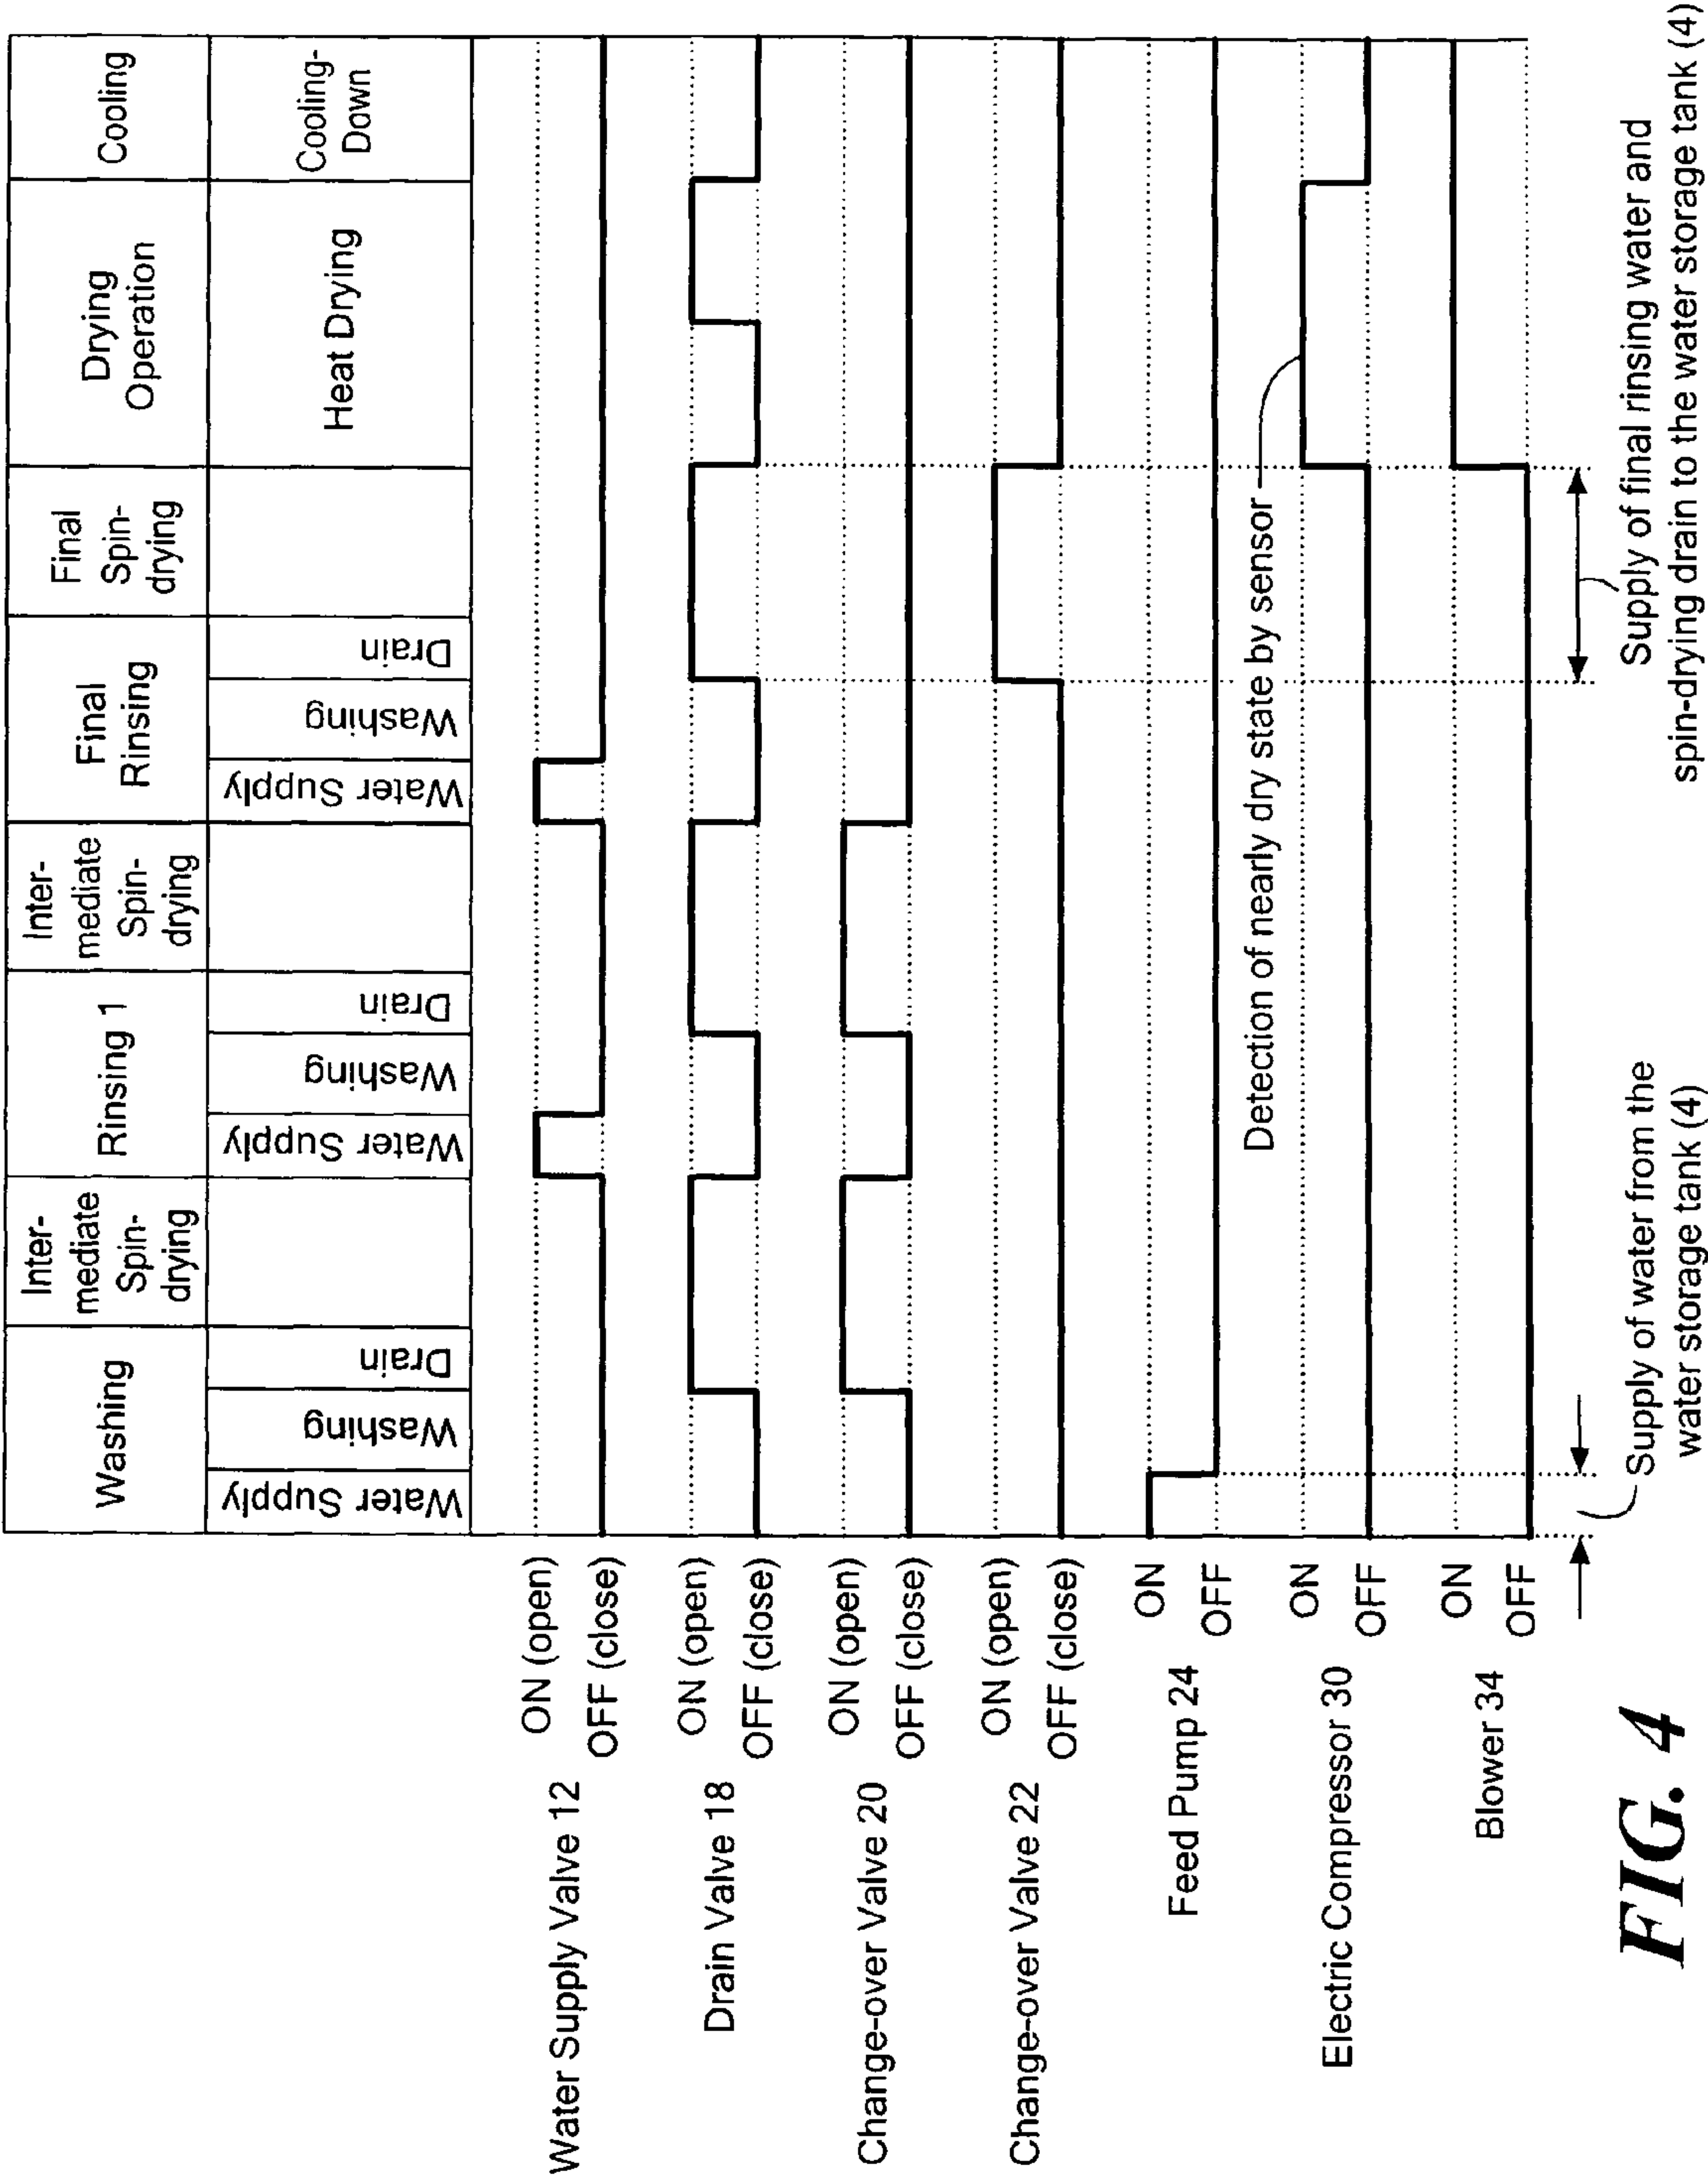 Washing
Inter-
mediate
Spin-
drying
Rinsing 1
Inter-
mediate
Spin-
drying
Final
Rinsing
Final
Spin-
drying
Drying
Operation
Cooling
Water Supply
Washing
Drain
Water Supply
Washing
Drain
Water Supply
Washing
Drain
Heat Drying
Cooling-
Down
Water Supply Valve 12
ON (open)
OFF (close)
Drain Valve 18
ON (open)
OFF (close)
Change-over Valve 20
ON (open)
OFF (close)
Change-over Valve 22
ON (open)
OFF (close)
Feed Pump 24
ON
OFF
Detection of nearly dry state by sensor
Electric Compressor 30
ON
OFF
Blower 34
ON
OFF
Supply of water from the
water storage tank (4)
Supply of final rinsing water and
spin-drying drain to the water storage tank (4)
FIG. 4